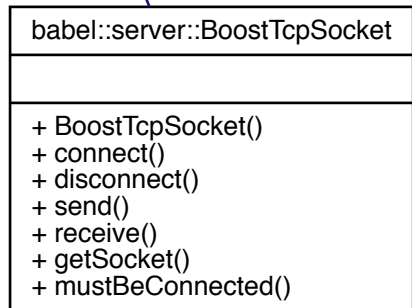 babel::server::BoostTcpSocket
+ BoostTcpSocket()
+ connect()
+ disconnect()
+ send()
+ receive()
+ getSocket()
+ mustBeConnected()